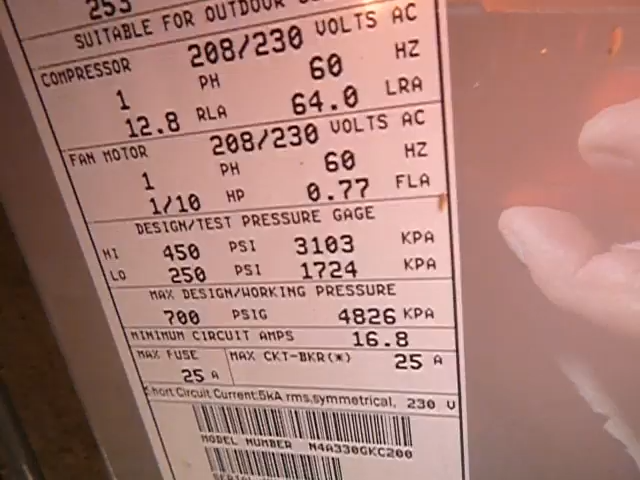 253
SUITABLE FOR OUTDOOR
COMPRESSOR 208/230 VOLTS AC
1 PH 60 HZ
12.8 RLA 64.0 LRA
FAN MOTOR 208/230 VOLTS AC
1 PH 60 HZ
1/10 HP 0.77 FLA
DESIGN/TEST PRESSURE GAGE
HI 450 PSI 3103 KPA
LO 250 PSI 1724 KPA
MAX DESIGN/WORKING PRESSURE
700 PSIG 4826 KPA
MINIMUM CIRCUIT AMPS 16.8
MAX FUSE MAX CKT-BKR(*) 25 A
25 A
Short Circuit Current:5kA rms,symmetrical, 230 V
MODEL NUMBER N4A330GKC200